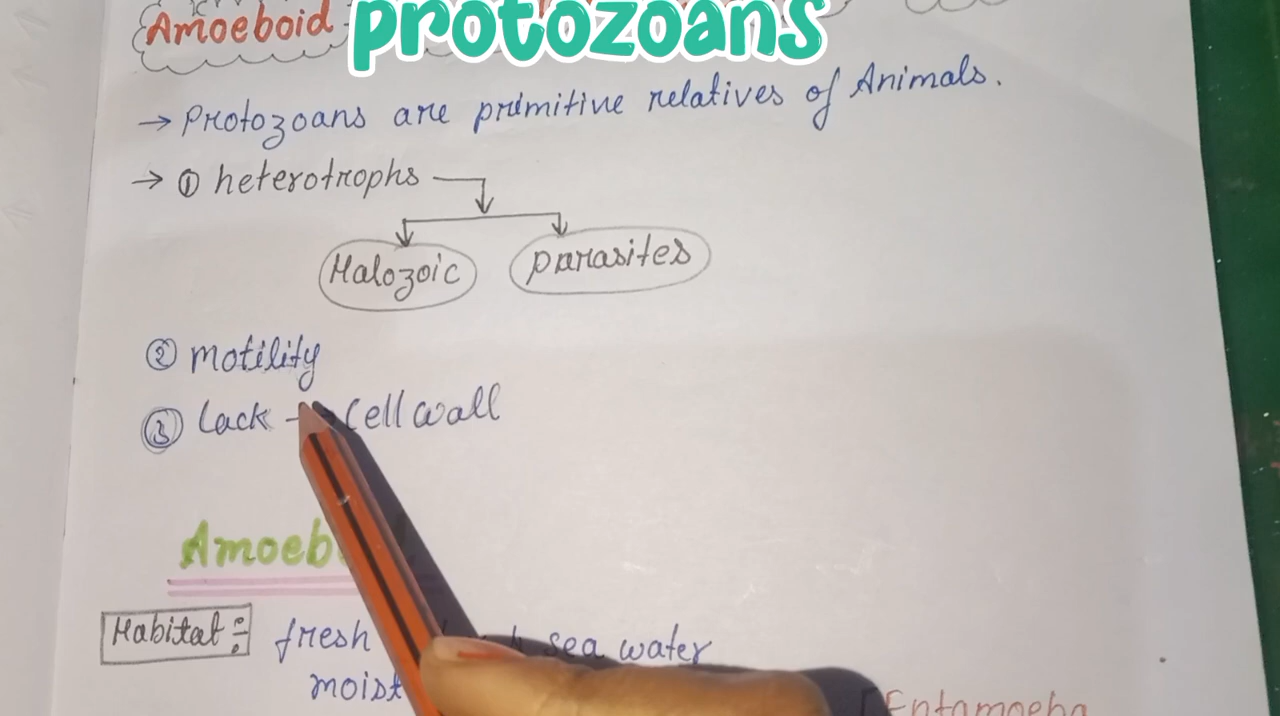 Amoeboid protozoans
→ Protozoans are primitive relatives of Animals.
→ ① heterotrophs
Halozoic parasites
② motility
③ Lack cell wall
Amoeb
Habitat:- fresh sea water
moist
Entamoeba